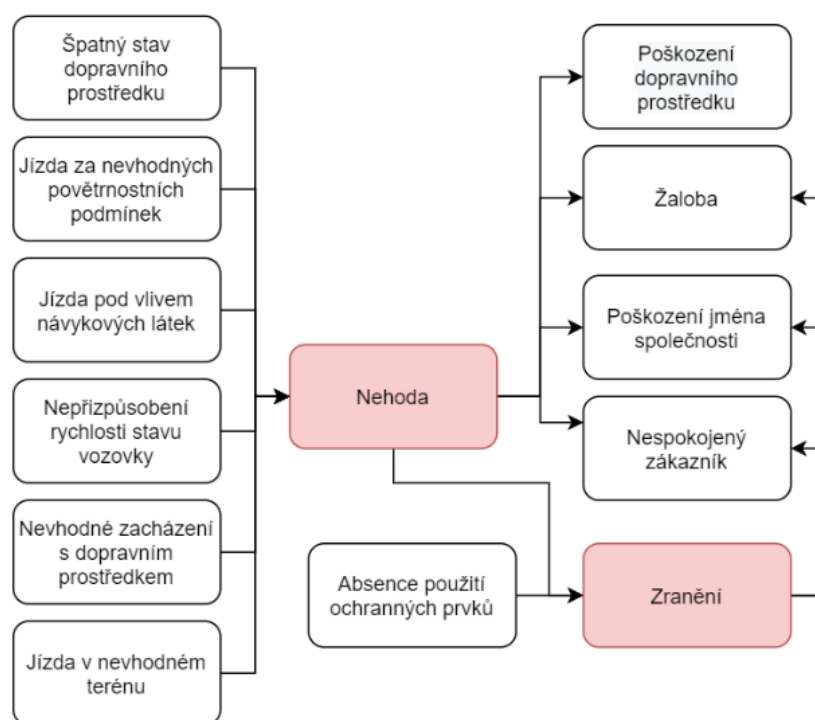 Špatný stav
dopravního
prostředku
Jízda za nevhodných
povětrnostních
podmínek
Jízda pod vlivem
návykových látek
Nepřizpůsobení
rychlosti stavu
vozovky
Nevhodné zacházení
s dopravním
prostředkem
Jízda v nevhodném
terénu
Nehoda
Absence použití
ochranných prvků
Poškození
dopravního
prostředku
Žaloba
Poškození jména
společnosti
Nespokojený
zákazník
Zranění